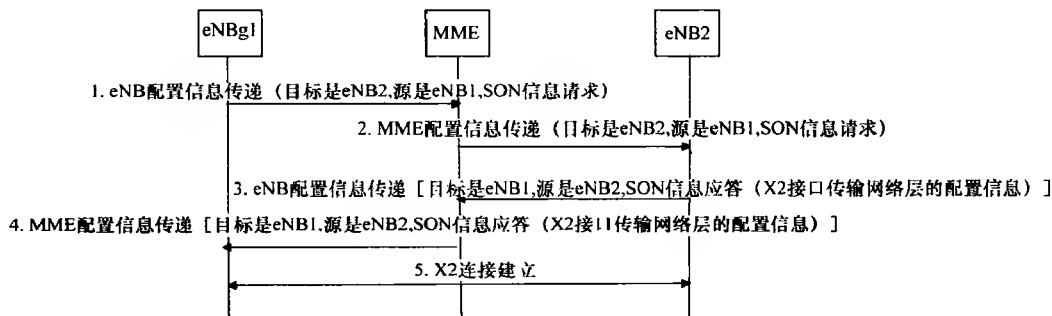 eNBg1 MME eNB2
1. eNB配置信息传递（目标是eNB2,源是eNB1,SON信息请求）
2. MME配置信息传递（目标是eNB2,源是eNB1,SON信息请求）
3. eNB配置信息传递［目标是eNB1,源是eNB2,SON信息应答（X2接口传输网络层的配置信息）］
4. MME配置信息传递［目标是eNB1,源是eNB2,SON信息应答（X2接口传输网络层的配置信息）］
5. X2连接建立